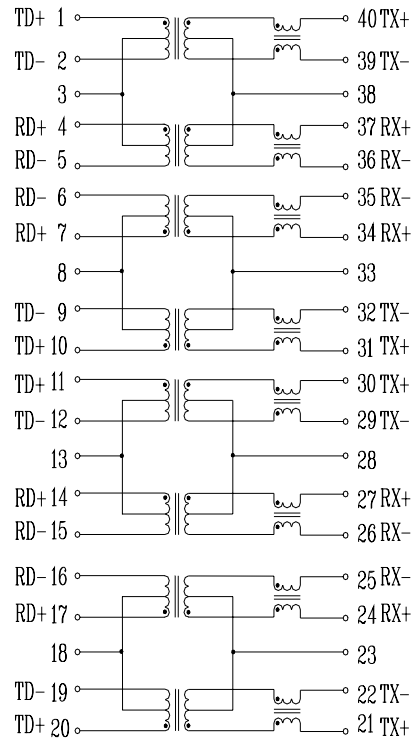 TD+ 1 40 TX+
TD- 2 39 TX-
3 38
RD+ 4 37 RX+
RD- 5 36 RX-
RD- 6 35 RX-
RD+ 7 34 RX+
8 33
TD- 9 32 TX-
TD+ 10 31 TX+
TD+ 11 30 TX+
TD- 12 29 TX-
13 28
RD+ 14 27 RX+
RD- 15 26 RX-
RD- 16 25 RX-
RD+ 17 24 RX+
18 23
TD- 19 22 TX-
TD+ 20 21 TX+